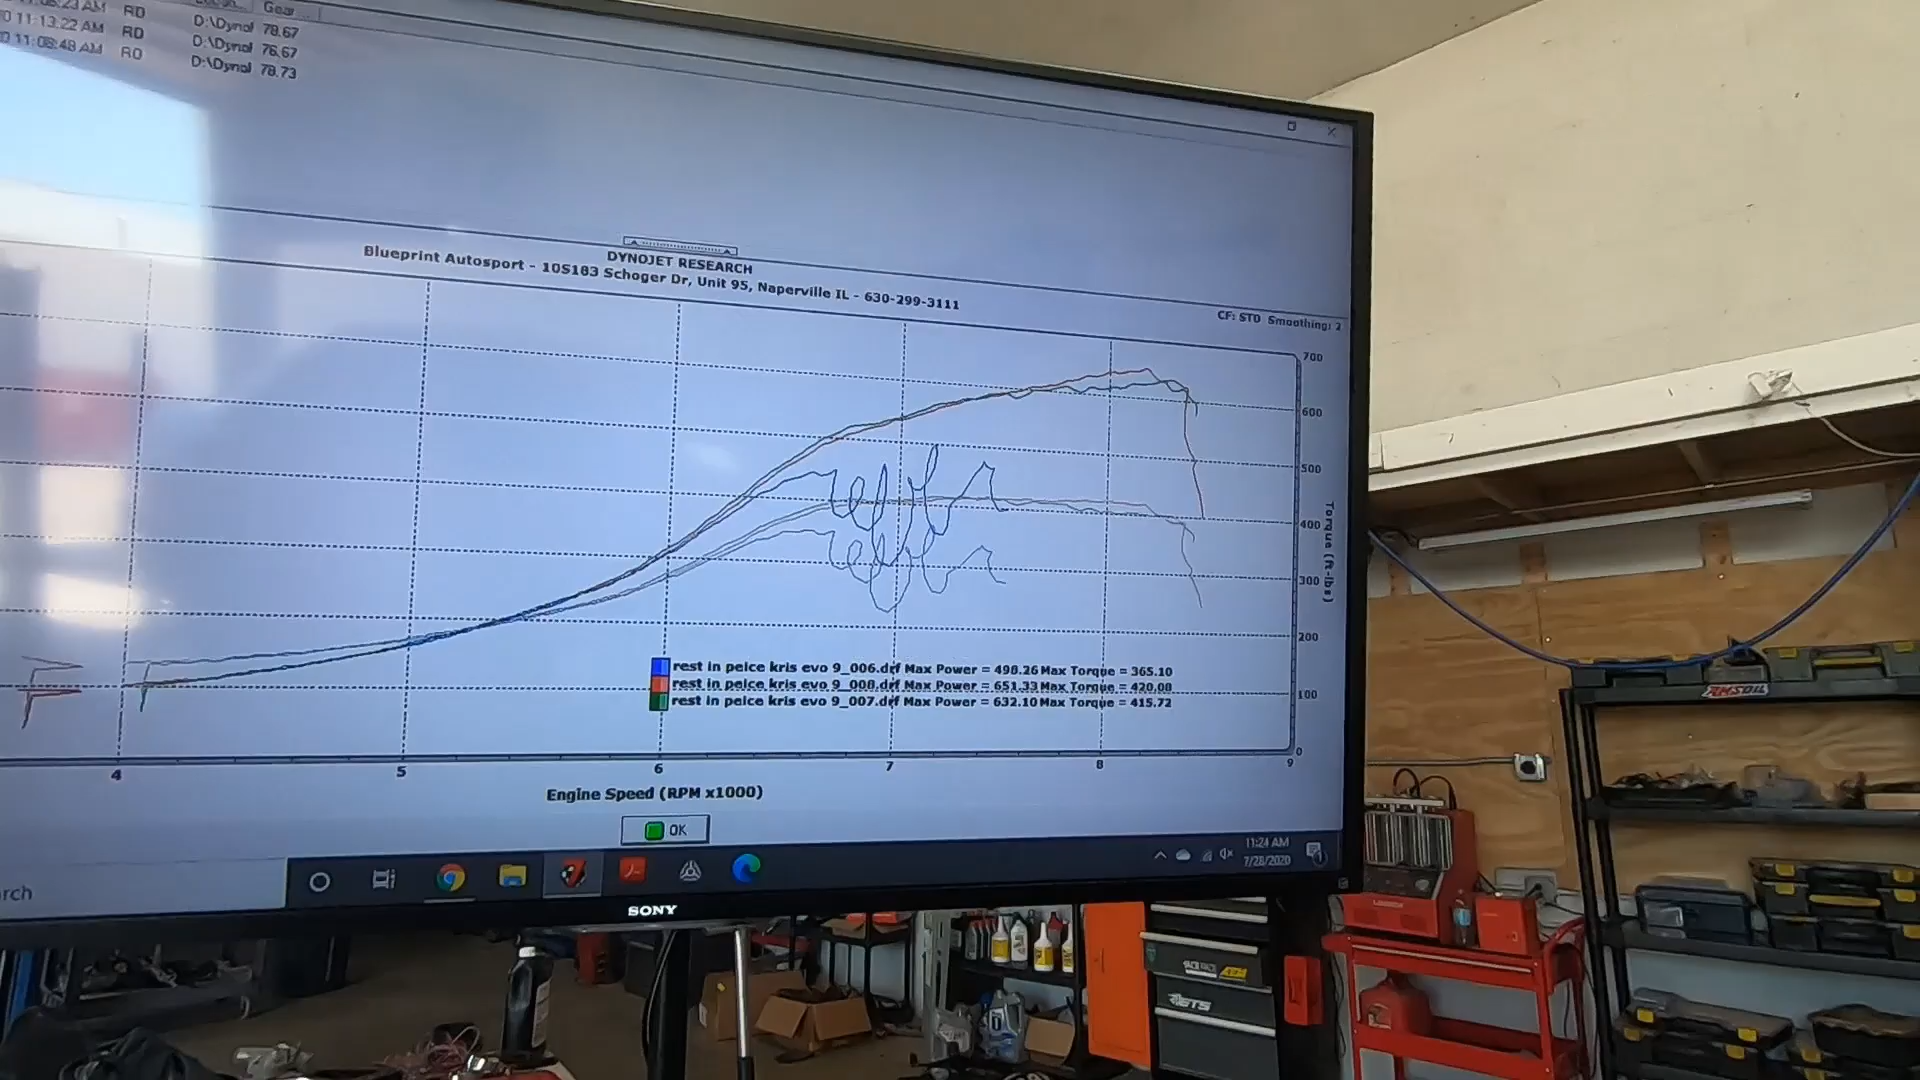 Gear
11:13:22 AM RO D:\Dynol 78.67
11:08:48 AM RO D:\Dynol 76.67
D:\Dynol 78.73
DYNOJET RESEARCH
Blueprint Autosport - 10S183 Schoger Dr, Unit 95, Naperville IL - 630-299-3111
CF: STD Smoothing: 2
700
600
500
400
300
200
100
0
Torque (ft-lbs)
rest in peice kris evo 9_006.drf Max Power = 498.26 Max Torque = 365.10
rest in peice kris evo 9_008.drf Max Power = 651.33 Max Torque = 420.08
rest in peice kris evo 9_007.drf Max Power = 632.10 Max Torque = 415.72
4 5 6 7 8 9
Engine Speed (RPM x1000)
OK
11:24 AM
7/28/2020
arch
SONY
AMSOIL
AEM
ETS